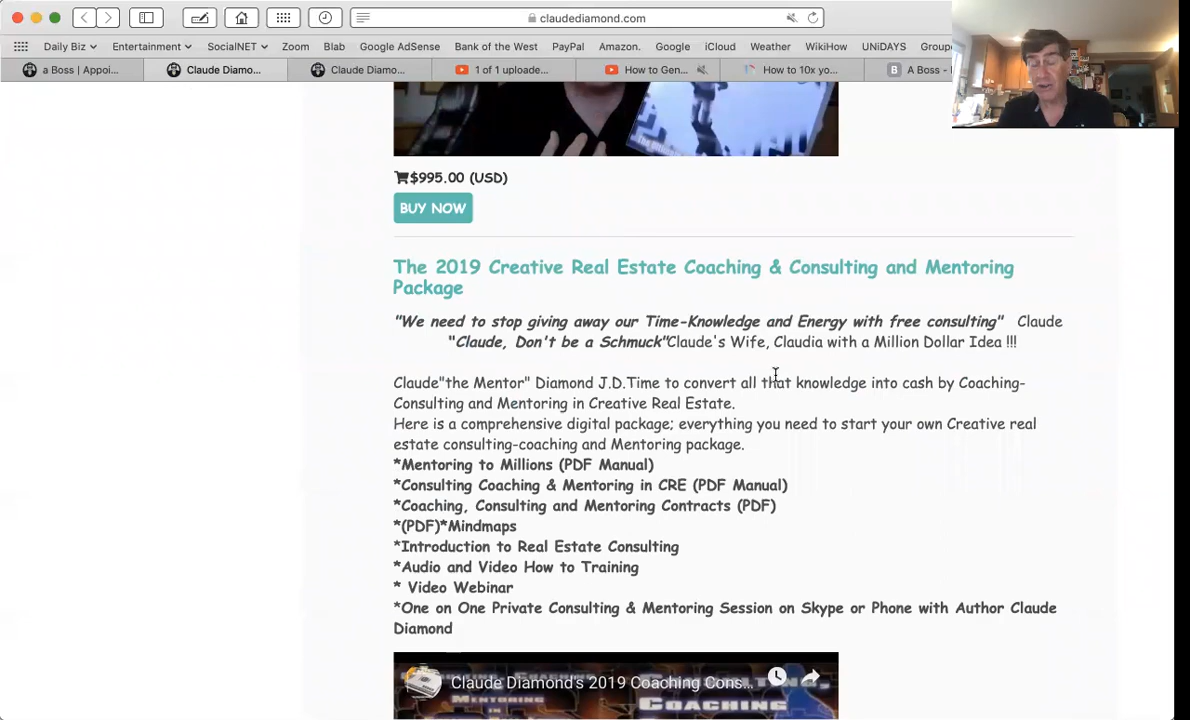 claudediamond.com
Daily Biz Entertainment SocialNET Zoom Blab Google AdSense Bank of the West PayPal Amazon. Google iCloud Weather WikiHow UNiDAYS Groupo
a Boss | Appoi... Claude Diamo... Claude Diamo... 1 of 1 uploade... How to Gen... How to 10x yo... A Boss -
$995.00 (USD)
BUY NOW
The 2019 Creative Real Estate Coaching & Consulting and Mentoring
Package
"We need to stop giving away our Time-Knowledge and Energy with free consulting" Claude
"Claude, Don't be a Schmuck"Claude's Wife, Claudia with a Million Dollar Idea !!!
Claude"the Mentor" Diamond J.D.Time to convert all that knowledge into cash by Coaching-
Consulting and Mentoring in Creative Real Estate.
Here is a comprehensive digital package; everything you need to start your own Creative real
estate consulting-coaching and Mentoring package.
*Mentoring to Millions (PDF Manual)
*Consulting Coaching & Mentoring in CRE (PDF Manual)
*Coaching, Consulting and Mentoring Contracts (PDF)
*(PDF)*Mindmaps
*Introduction to Real Estate Consulting
*Audio and Video How to Training
* Video Webinar
*One on One Private Consulting & Mentoring Session on Skype or Phone with Author Claude
Diamond
Claude Diamond's 2019 Coaching Cons...
COACHING